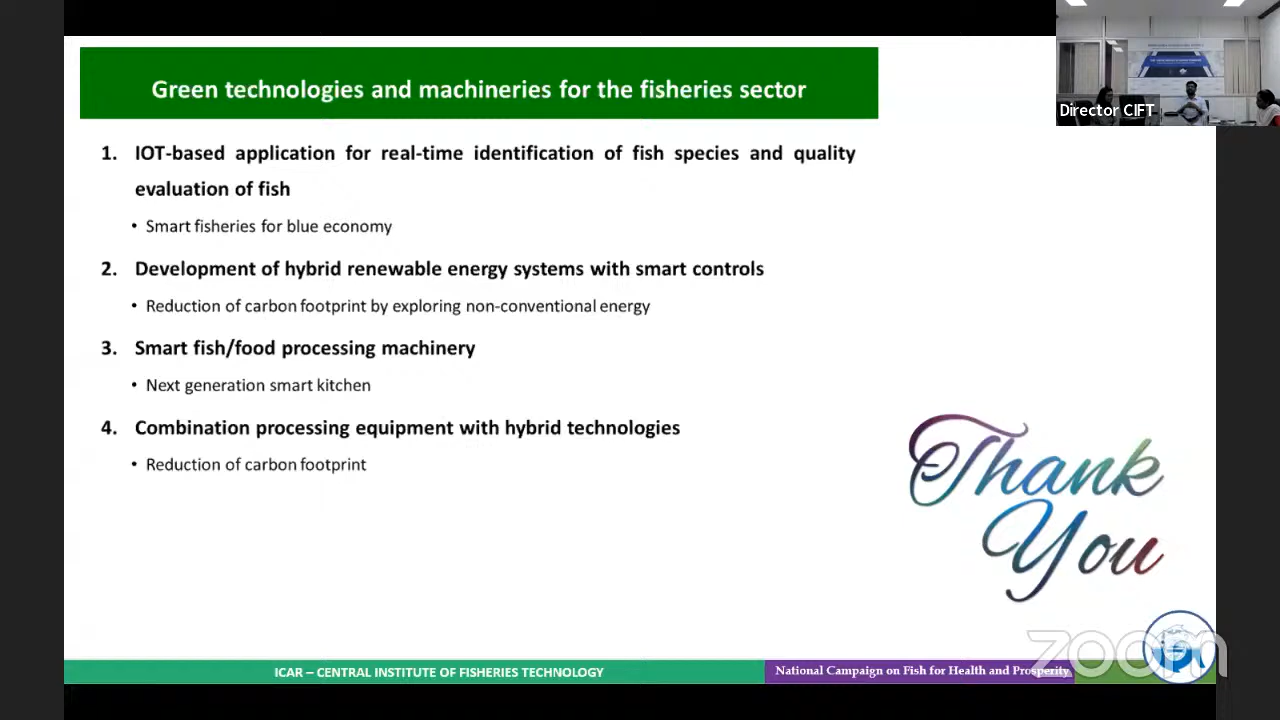 Green technologies and machineries for the fisheries sector
Director CIFT
1. IOT-based application for real-time identification of fish species and quality
evaluation of fish
• Smart fisheries for blue economy
2. Development of hybrid renewable energy systems with smart controls
• Reduction of carbon footprint by exploring non-conventional energy
3. Smart fish/food processing machinery
• Next generation smart kitchen
4. Combination processing equipment with hybrid technologies
• Reduction of carbon footprint
Thank
You
zoom
ICAR – CENTRAL INSTITUTE OF FISHERIES TECHNOLOGY
National Campaign on Fish for Health and Prosperity